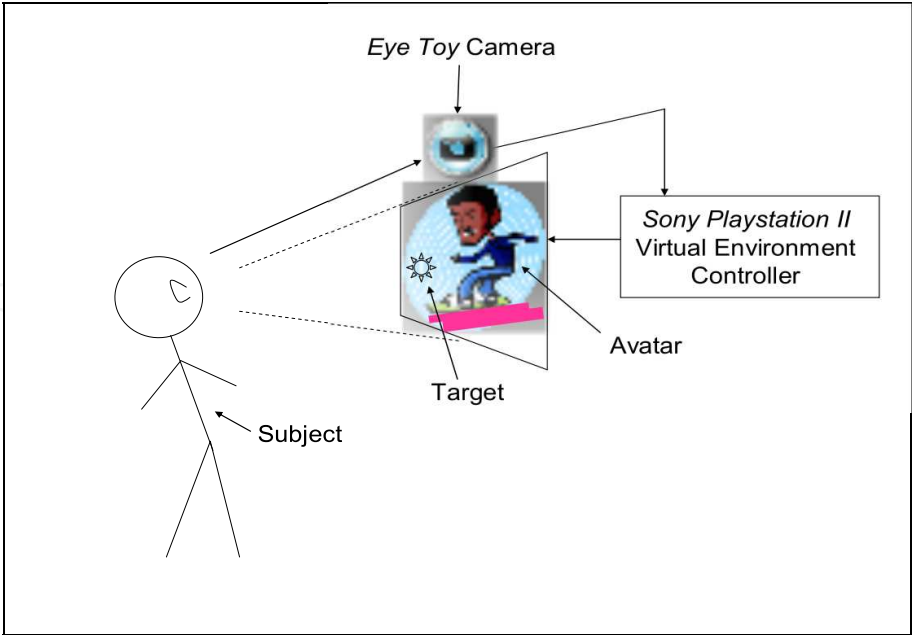 Eye Toy Camera
Sony Playstation II
Virtual Environment
Controller
Avatar
Target
Subject